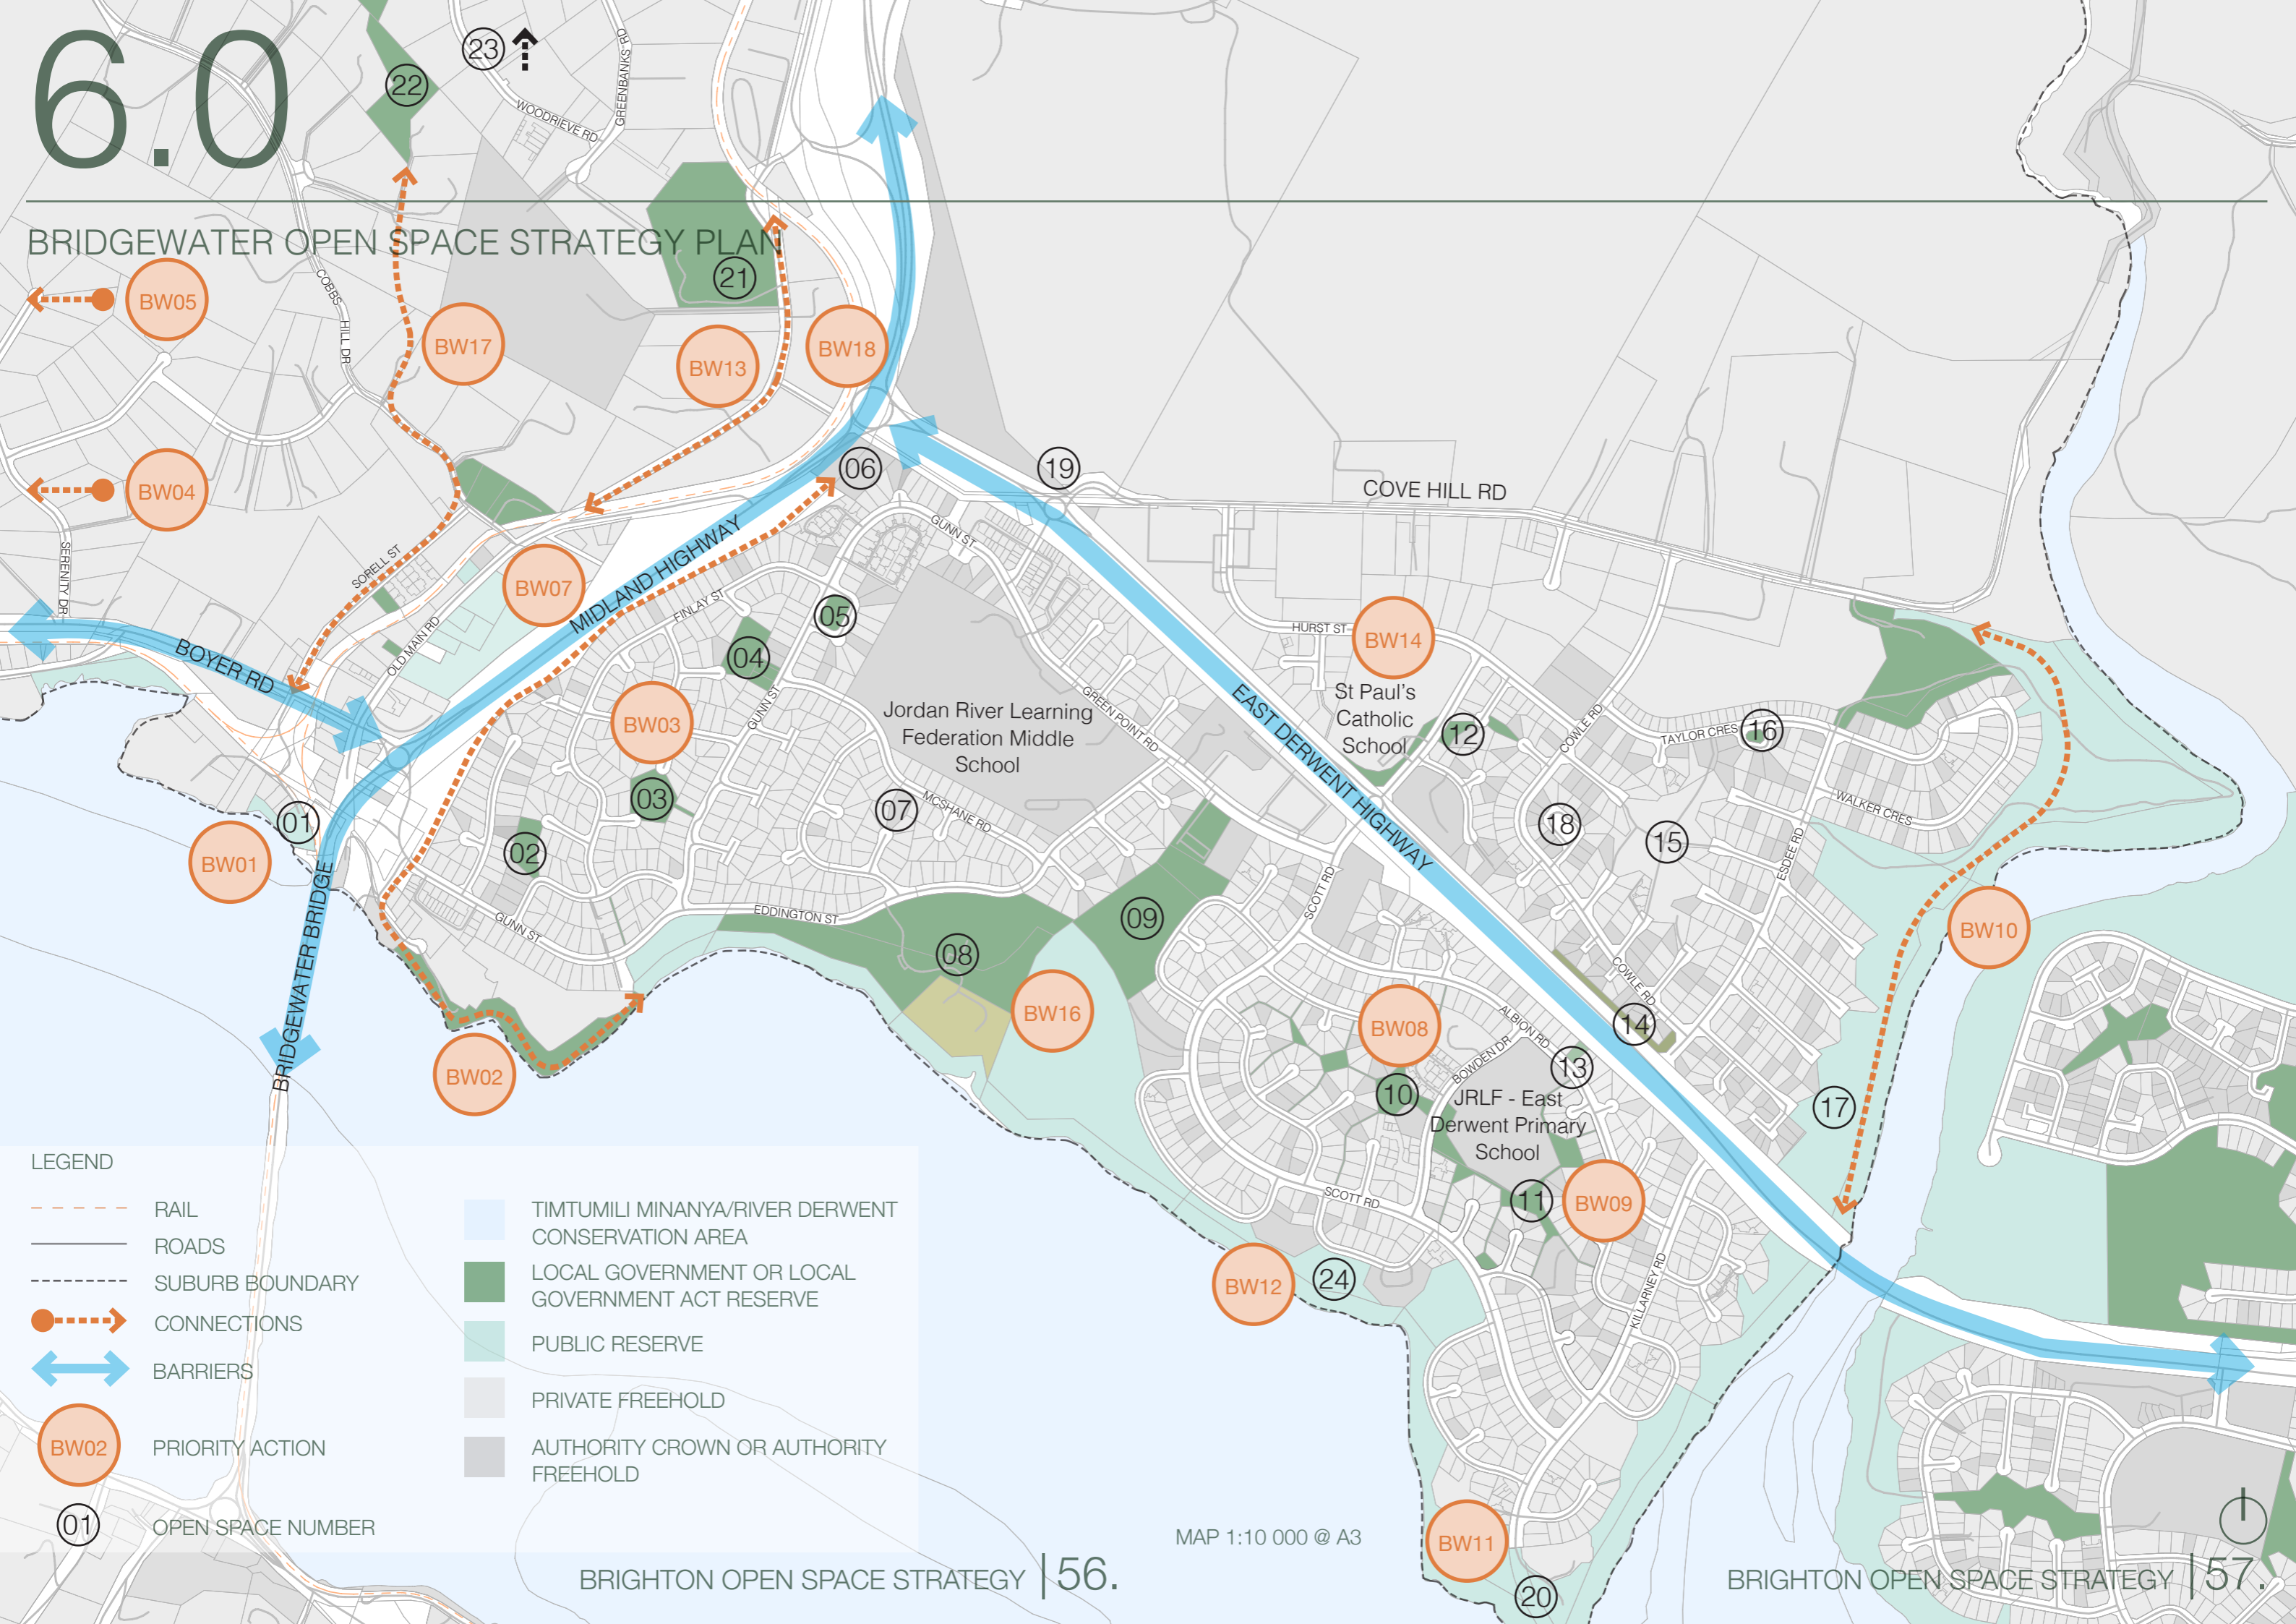 6.0
BRIDGEWATER OPEN SPACE STRATEGY PLAN
23
22
WOODRIEVE RD
GREENBANKS RD
21
COBBS
HILL DR
BW05
BW17
BW13
BW18
BW04
06
19
COVE HILL RD
SERENITY DR
SORELL ST
BW07
MIDLAND HIGHWAY
GUNN ST
FINLAY ST
05
HURST ST
BW14
BOYER RD
OLD MAIN RD
04
GUNN ST
BW03
Jordan River Learning
Federation Middle
School
GREEN POINT RD
EAST DERWENT HIGHWAY
St Paul's
Catholic
School
12
COWLE RD
TAYLOR CRES
16
03
01
BW01
02
07
MCSHANE RD
18
15
WALKER CRES
ESDEE RD
BRIDGEWATER BRIDGE
GUNN ST
EDDINGTON ST
09
SCOTT RD
BW10
08
BW16
BW08
ALBION RD
COWLE RD
14
BW02
10
BOWDEN DR
13
JRLF - East
Derwent Primary
School
17
SCOTT RD
11
BW09
BW12
24
KILLARNEY RD
BW11
20
LEGEND
RAIL
ROADS
SUBURB BOUNDARY
CONNECTIONS
BARRIERS
BW02
PRIORITY ACTION
01
OPEN SPACE NUMBER
TIMTUMILI MINANYA/RIVER DERWENT
CONSERVATION AREA
LOCAL GOVERNMENT OR LOCAL
GOVERNMENT ACT RESERVE
PUBLIC RESERVE
PRIVATE FREEHOLD
AUTHORITY CROWN OR AUTHORITY
FREEHOLD
MAP 1:10 000 @ A3
BRIGHTON OPEN SPACE STRATEGY |56.
BRIGHTON OPEN SPACE STRATEGY |57.